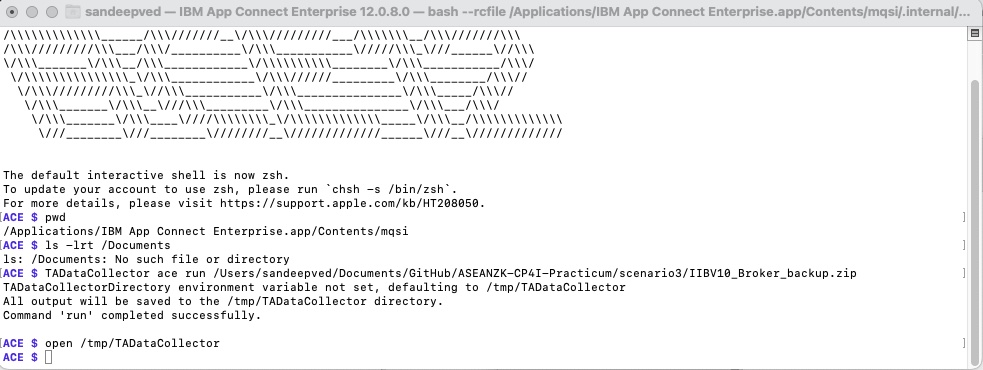 sandeepved — IBM App Connect Enterprise 12.0.8.0 — bash --rcfile /Applications/IBM App Connect Enterprise.app/Contents/mqsi/.internal/...
The default interactive shell is now zsh.
To update your account to use zsh, please run `chsh -s /bin/zsh`.
For more details, please visit https://support.apple.com/kb/HT208050.
[ACE $ pwd ]
/Applications/IBM App Connect Enterprise.app/Contents/mqsi
[ACE $ ls -lrt /Documents ]
ls: /Documents: No such file or directory
[ACE $ TADataCollector ace run /Users/sandeepved/Documents/GitHub/ASEANZK-CP4I-Practicum/scenario3/IIBV10_Broker_backup.zip ]
TADataCollectorDirectory environment variable not set, defaulting to /tmp/TADataCollector
All output will be saved to the /tmp/TADataCollector directory.
Command 'run' completed successfully.
[ACE $ open /tmp/TADataCollector ]
ACE $